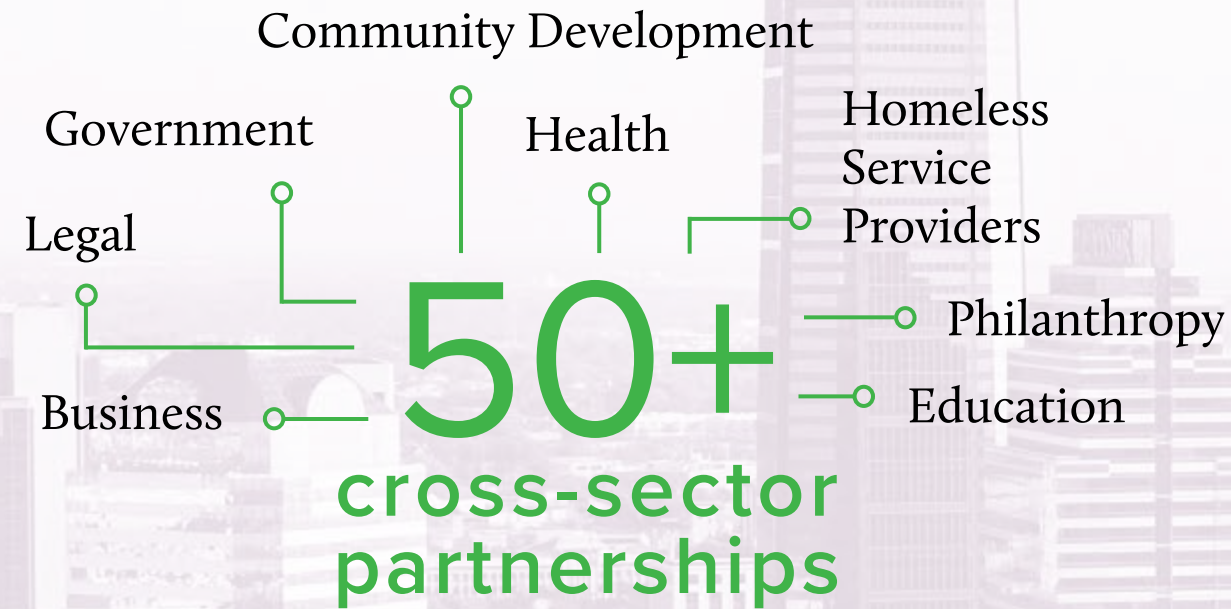 Community Development
Government
Health
Homeless
Service
Providers
Legal
50+
Philanthropy
Business
Education
cross-sector
partnerships